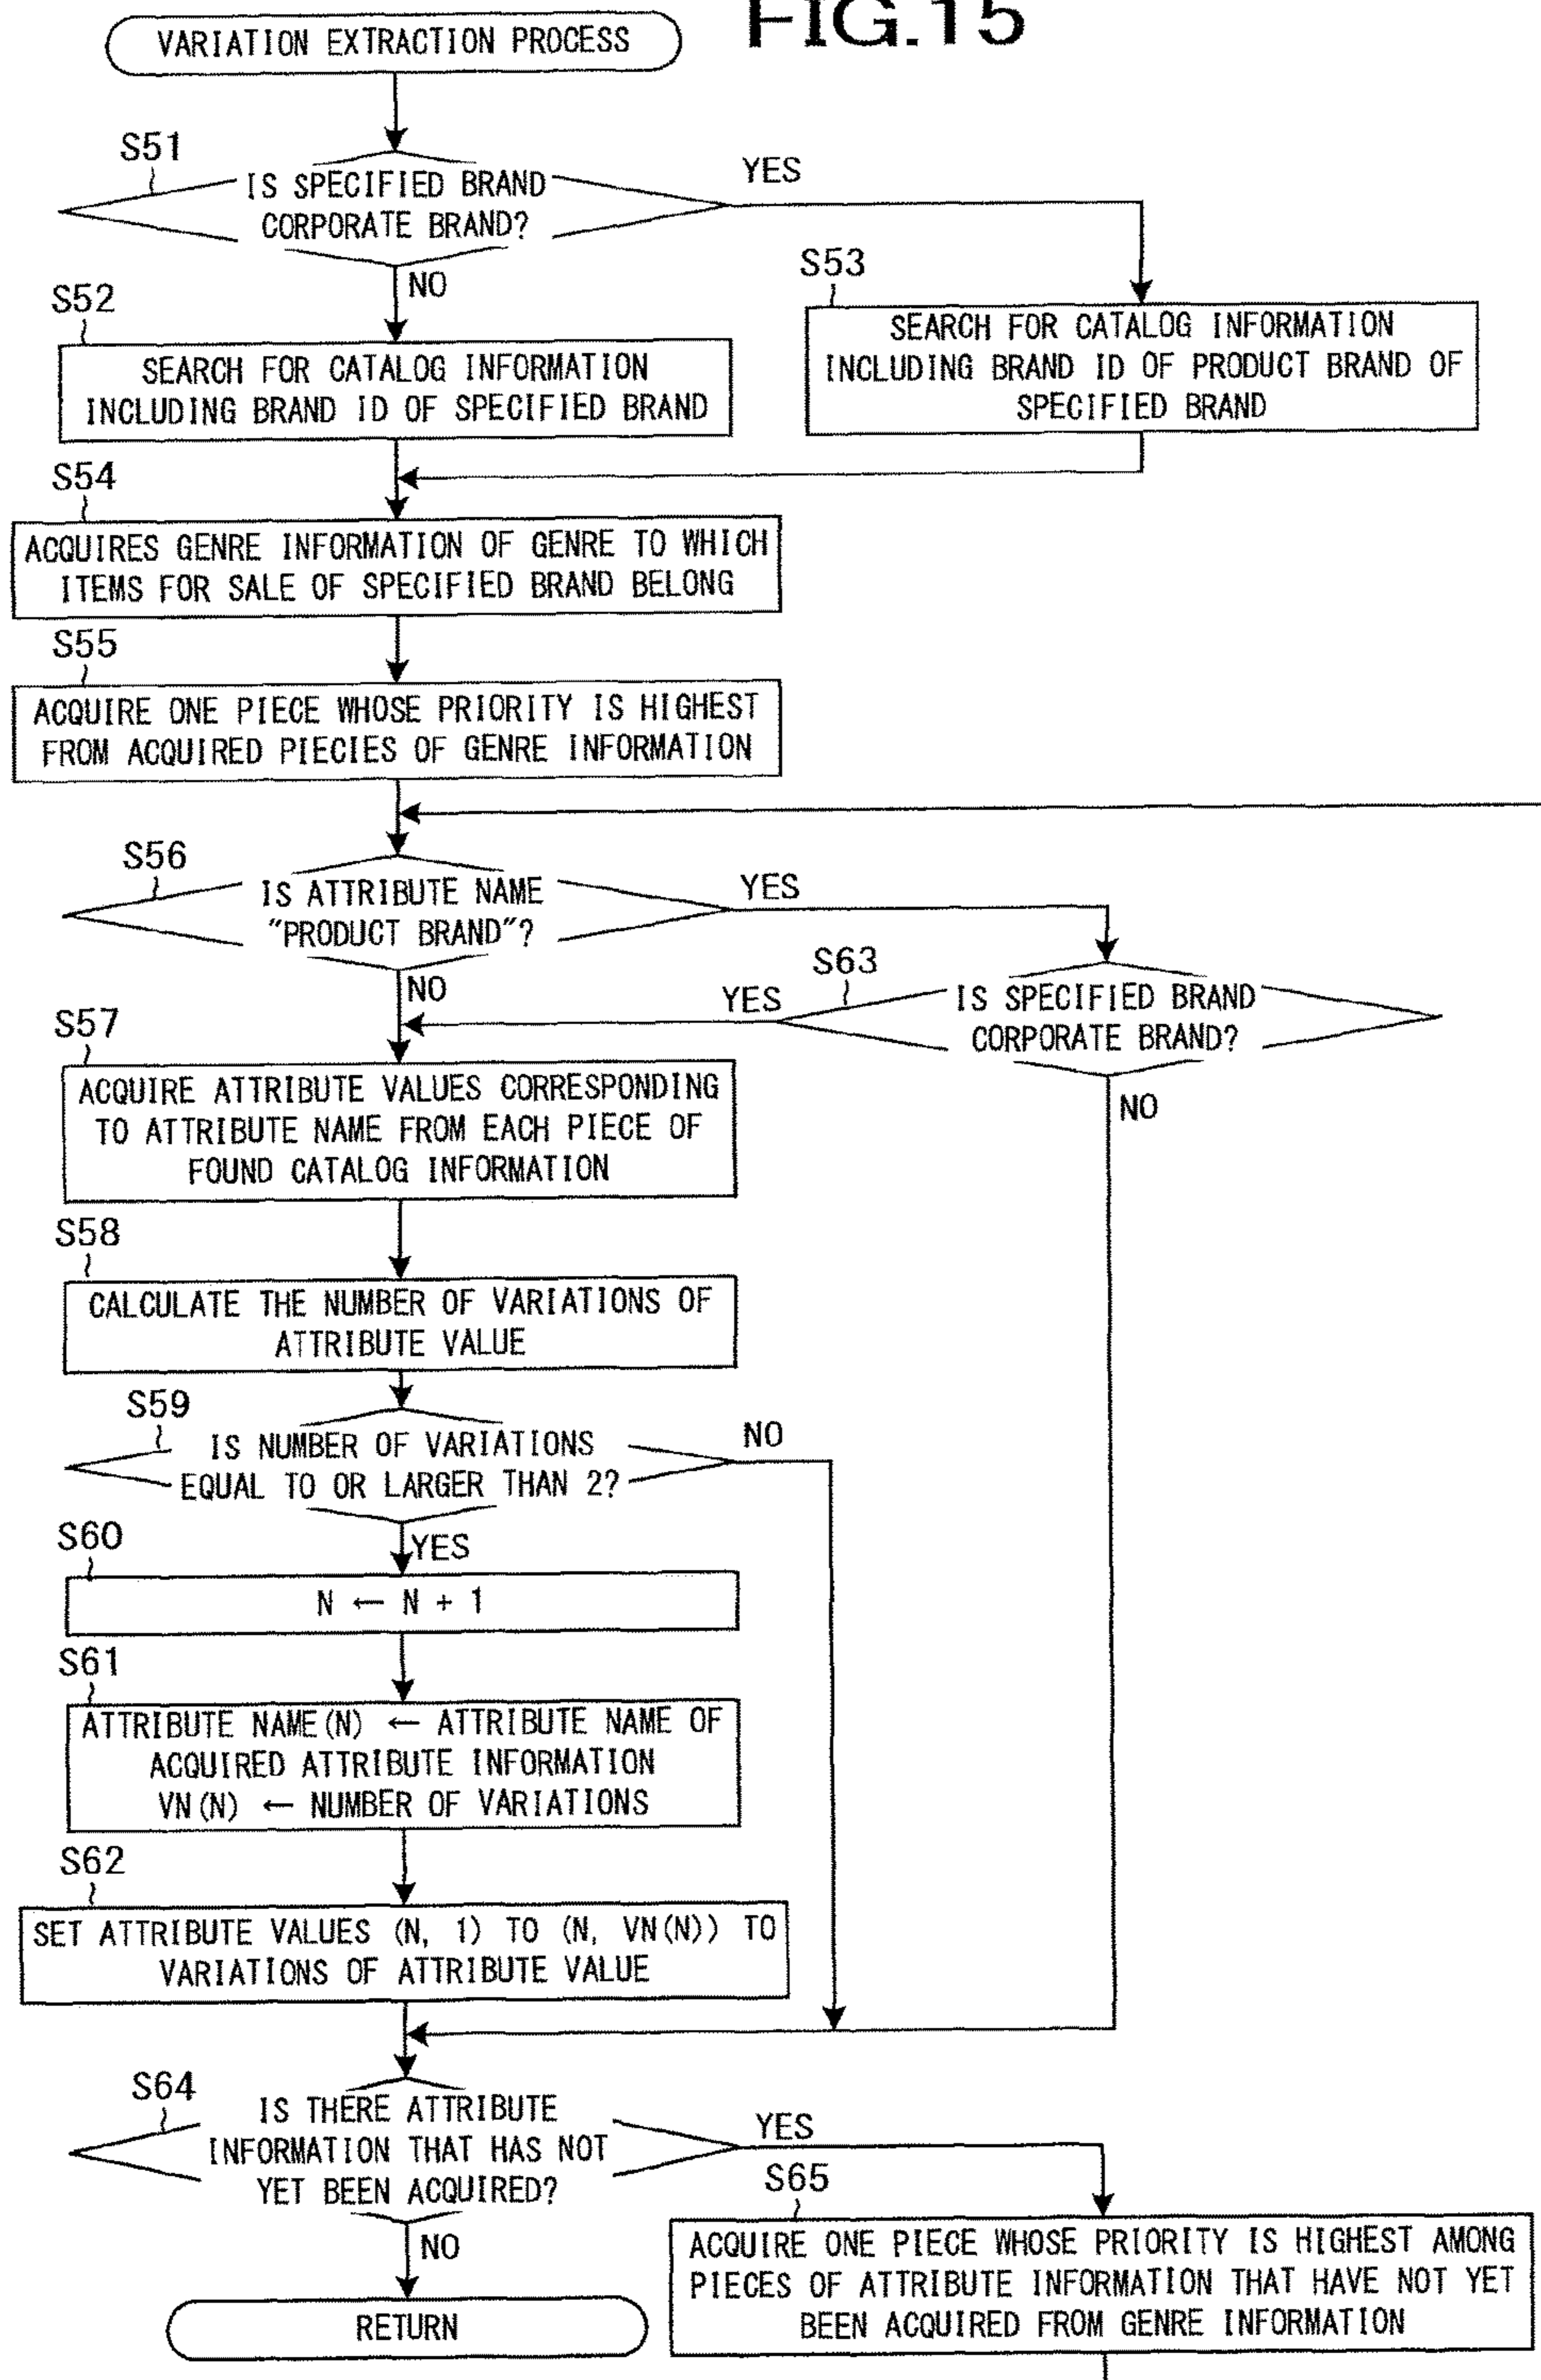 FIG.15
VARIATION EXTRACTION PROCESS
S51
IS SPECIFIED BRAND
CORPORATE BRAND?
YES
NO
S52
SEARCH FOR CATALOG INFORMATION
INCLUDING BRAND ID OF SPECIFIED BRAND
S53
SEARCH FOR CATALOG INFORMATION
INCLUDING BRAND ID OF PRODUCT BRAND OF
SPECIFIED BRAND
S54
ACQUIRES GENRE INFORMATION OF GENRE TO WHICH
ITEMS FOR SALE OF SPECIFIED BRAND BELONG
S55
ACQUIRE ONE PIECE WHOSE PRIORITY IS HIGHEST
FROM ACQUIRED PIECIES OF GENRE INFORMATION
S56
IS ATTRIBUTE NAME
"PRODUCT BRAND"?
YES
NO
S63
IS SPECIFIED BRAND
CORPORATE BRAND?
YES
NO
S57
ACQUIRE ATTRIBUTE VALUES CORRESPONDING
TO ATTRIBUTE NAME FROM EACH PIECE OF
FOUND CATALOG INFORMATION
S58
CALCULATE THE NUMBER OF VARIATIONS OF
ATTRIBUTE VALUE
S59
IS NUMBER OF VARIATIONS
EQUAL TO OR LARGER THAN 2?
NO
YES
S60
N ← N + 1
S61
ATTRIBUTE NAME(N) ← ATTRIBUTE NAME OF
ACQUIRED ATTRIBUTE INFORMATION
VN(N) ← NUMBER OF VARIATIONS
S62
SET ATTRIBUTE VALUES (N, 1) TO (N, VN(N)) TO
VARIATIONS OF ATTRIBUTE VALUE
S64
IS THERE ATTRIBUTE
INFORMATION THAT HAS NOT
YET BEEN ACQUIRED?
YES
NO
S65
ACQUIRE ONE PIECE WHOSE PRIORITY IS HIGHEST AMONG
PIECES OF ATTRIBUTE INFORMATION THAT HAVE NOT YET
BEEN ACQUIRED FROM GENRE INFORMATION
RETURN